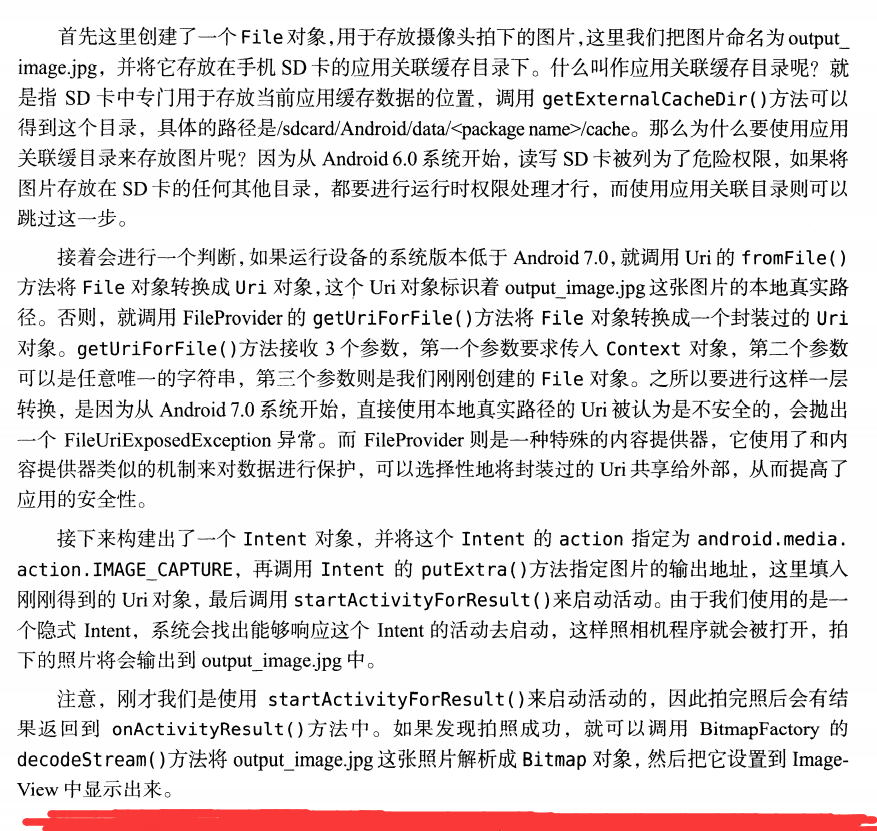 首先这里创建了一个File对象,用于存放摄像头拍下的图片,这里我们把图片命名为output_
image.jpg，并将它存放在手机 SD 卡的应用关联缓存目录下。什么叫作应用关联缓存目录呢？就
是指 SD 卡中专门用于存放当前应用缓存数据的位置，调用 getExternalCacheDir()方法可以
得到这个目录，具体的路径是/sdcard/Android/data/<package name>/cache。那么为什么要使用应用
关联缓目录来存放图片呢？因为从 Android 6.0 系统开始，读写 SD 卡被列为了危险权限，如果将
图片存放在 SD 卡的任何其他目录，都要进行运行时权限处理才行，而使用应用关联目录则可以
跳过这一步。
接着会进行一个判断,如果运行设备的系统版本低于 Android 7.0,就调用 Uri 的 fromFile()
方法将 File 对象转换成 Uri 对象,这个 Uri 对象标识着 output_image.jpg 这张图片的本地真实路
径。否则，就调用 FileProvider 的 getUriForFile()方法将 File 对象转换成一个封装过的 Uri
对象。getUriForFile()方法接收 3 个参数，第一个参数要求传入 Context 对象，第二个参数
可以是任意唯一的字符串，第三个参数则是我们刚刚创建的 File 对象。之所以要进行这样一层
转换，是因为从 Android 7.0 系统开始，直接使用本地真实路径的 Uri 被认为是不安全的，会抛出
一个 FileUriExposedException 异常。而 FileProvider 则是一种特殊的内容提供器，它使用了和内
容提供器类似的机制来对数据进行保护，可以选择性地将封装过的 Uri 共享给外部，从而提高了
应用的安全性。
接下来构建出了一个 Intent 对象，并将这个 Intent 的 action 指定为 android.media.
action.IMAGE_CAPTURE，再调用 Intent 的 putExtra()方法指定图片的输出地址，这里填入
刚刚得到的 Uri 对象，最后调用 startActivityForResult()来启动活动。由于我们使用的是一
个隐式 Intent，系统会找出能够响应这个 Intent 的活动去启动，这样照相机程序就会被打开，拍
下的照片将会输出到 output_image.jpg 中。
注意，刚才我们是使用 startActivityForResult()来启动活动的，因此拍完照后会有结
果返回到 onActivityResult()方法中。如果发现拍照成功，就可以调用 BitmapFactory 的
decodeStream()方法将 output_image.jpg 这张照片解析成 Bitmap 对象，然后把它设置到 Image-
View 中显示出来。